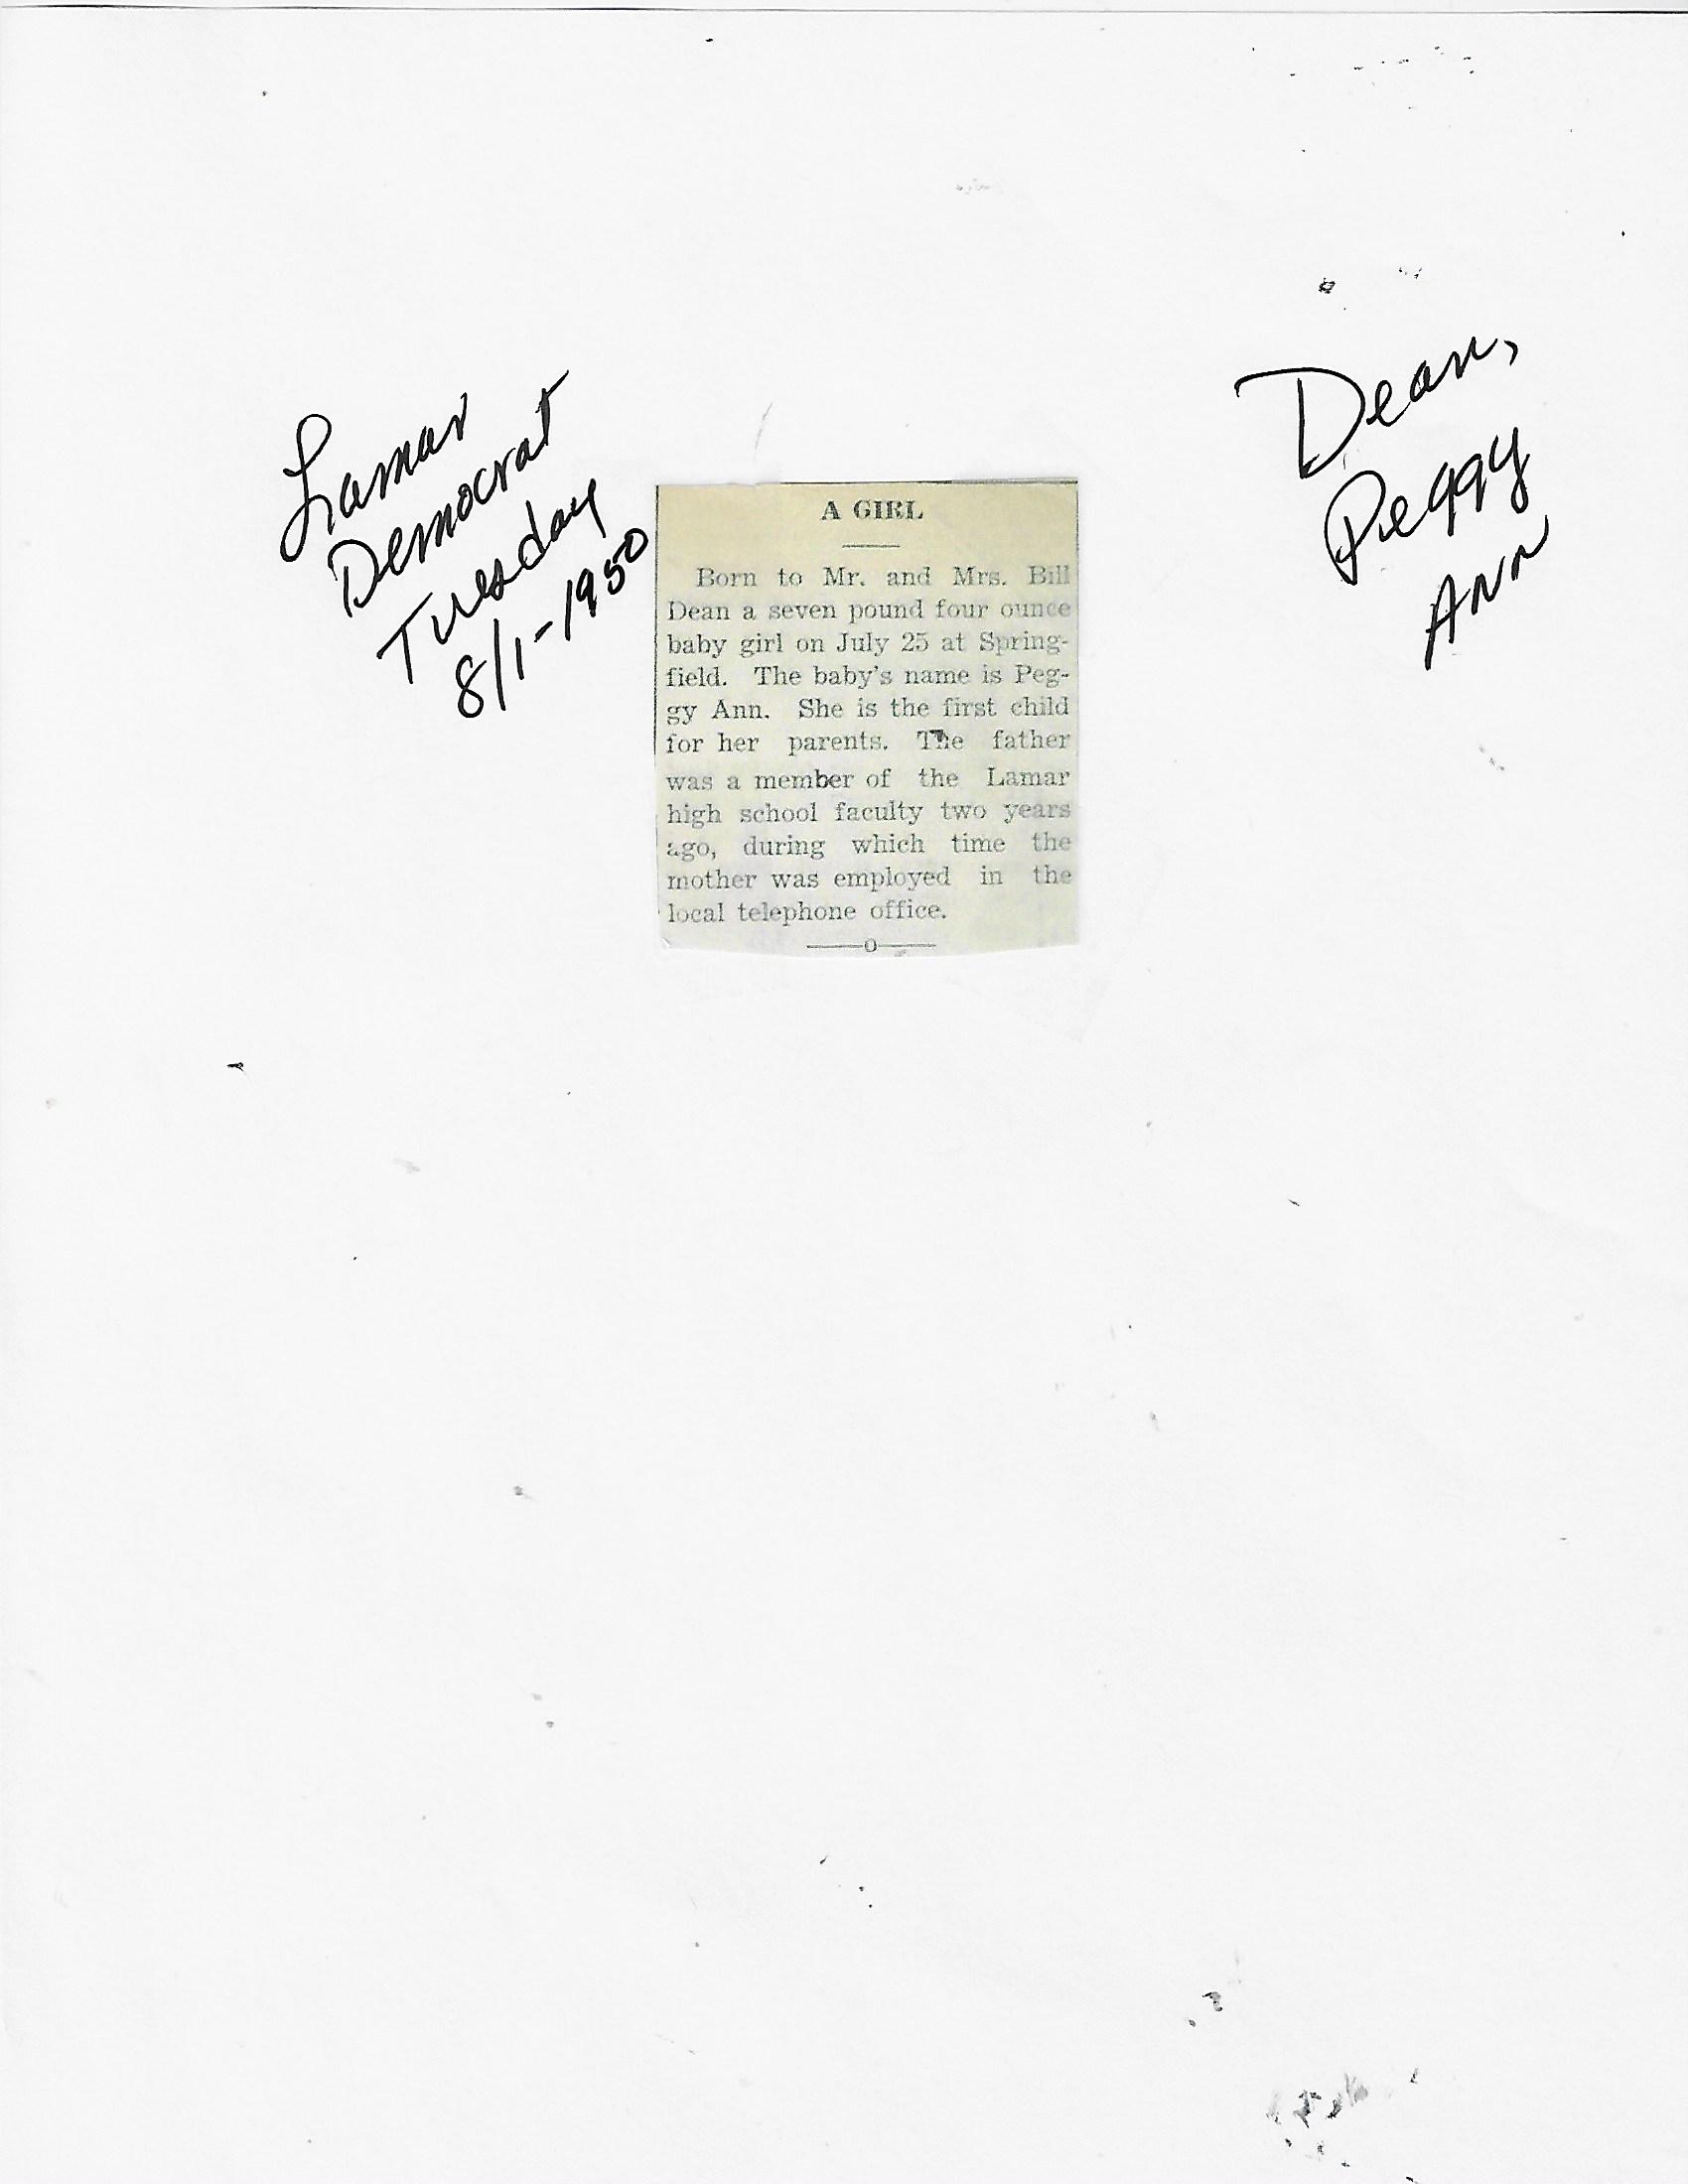 Lamar
Democrat
Tuesday
8/1-1950
Dean,
Peggy
Ann
A GIRL
Born to Mr. and Mrs. Bill
Dean a seven pound four ounce
baby girl on July 25 at Spring-
field. The baby's name is Peg-
gy Ann. She is the first child
for her parents. The father
was a member of the Lamar
high school faculty two years
ago, during which time the
mother was employed in the
local telephone office.
——o——